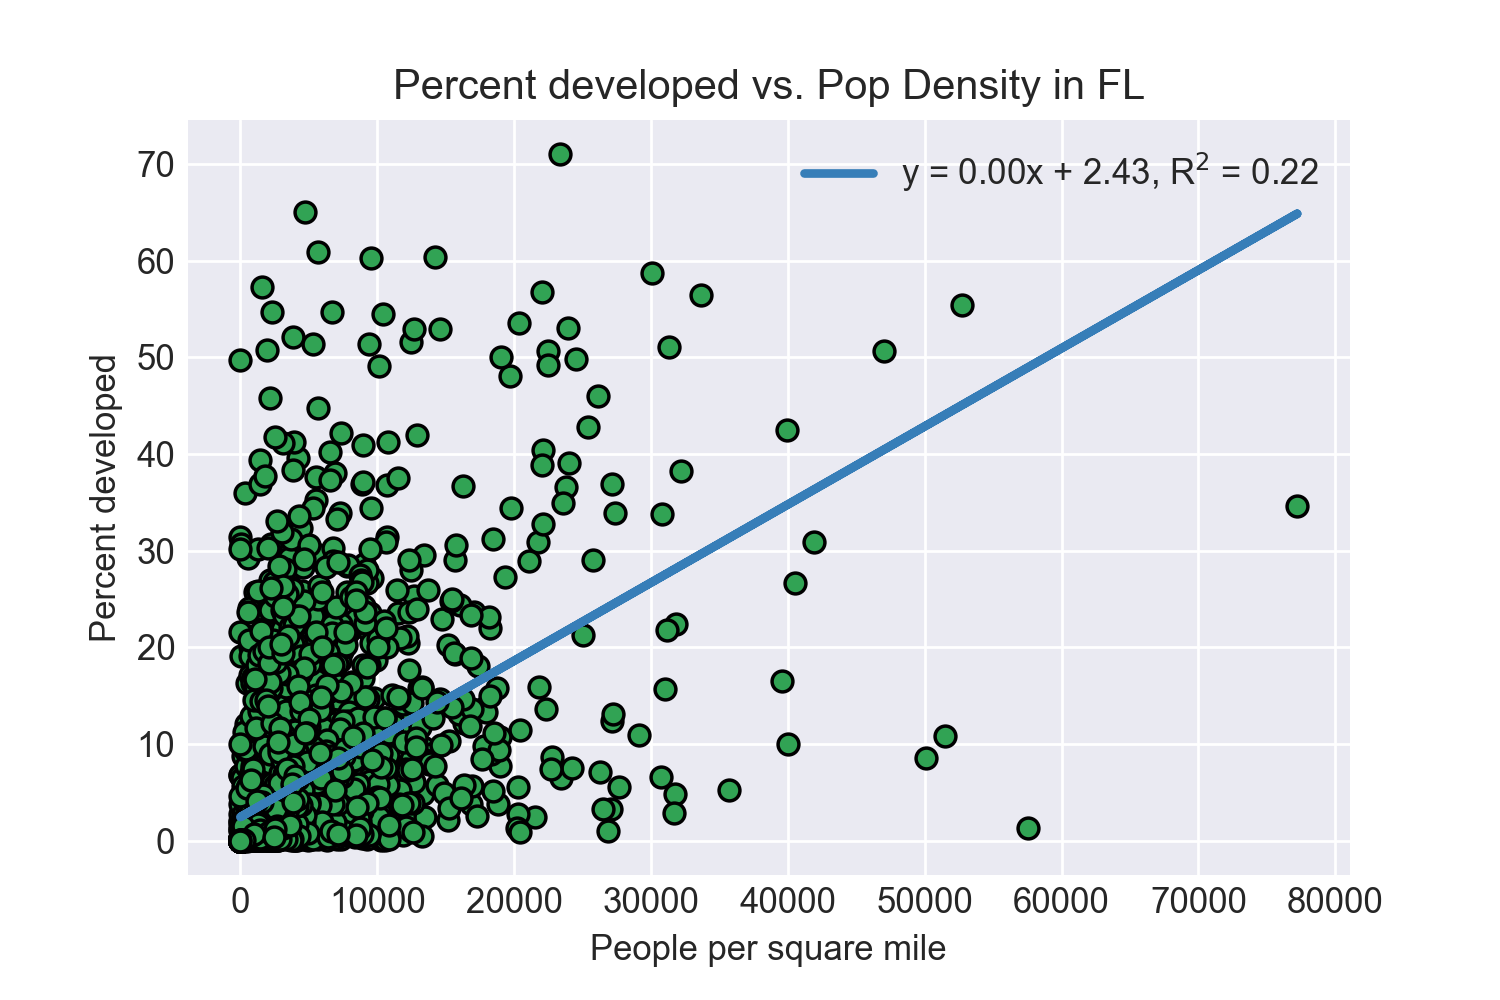 Percent developed vs. Pop Density in FL
y = 0.00x + 2.43, R² = 0.22
Percent developed
70
60
50
40
30
20
10
0
0 10000 20000 30000 40000 50000 60000 70000 80000
People per square mile